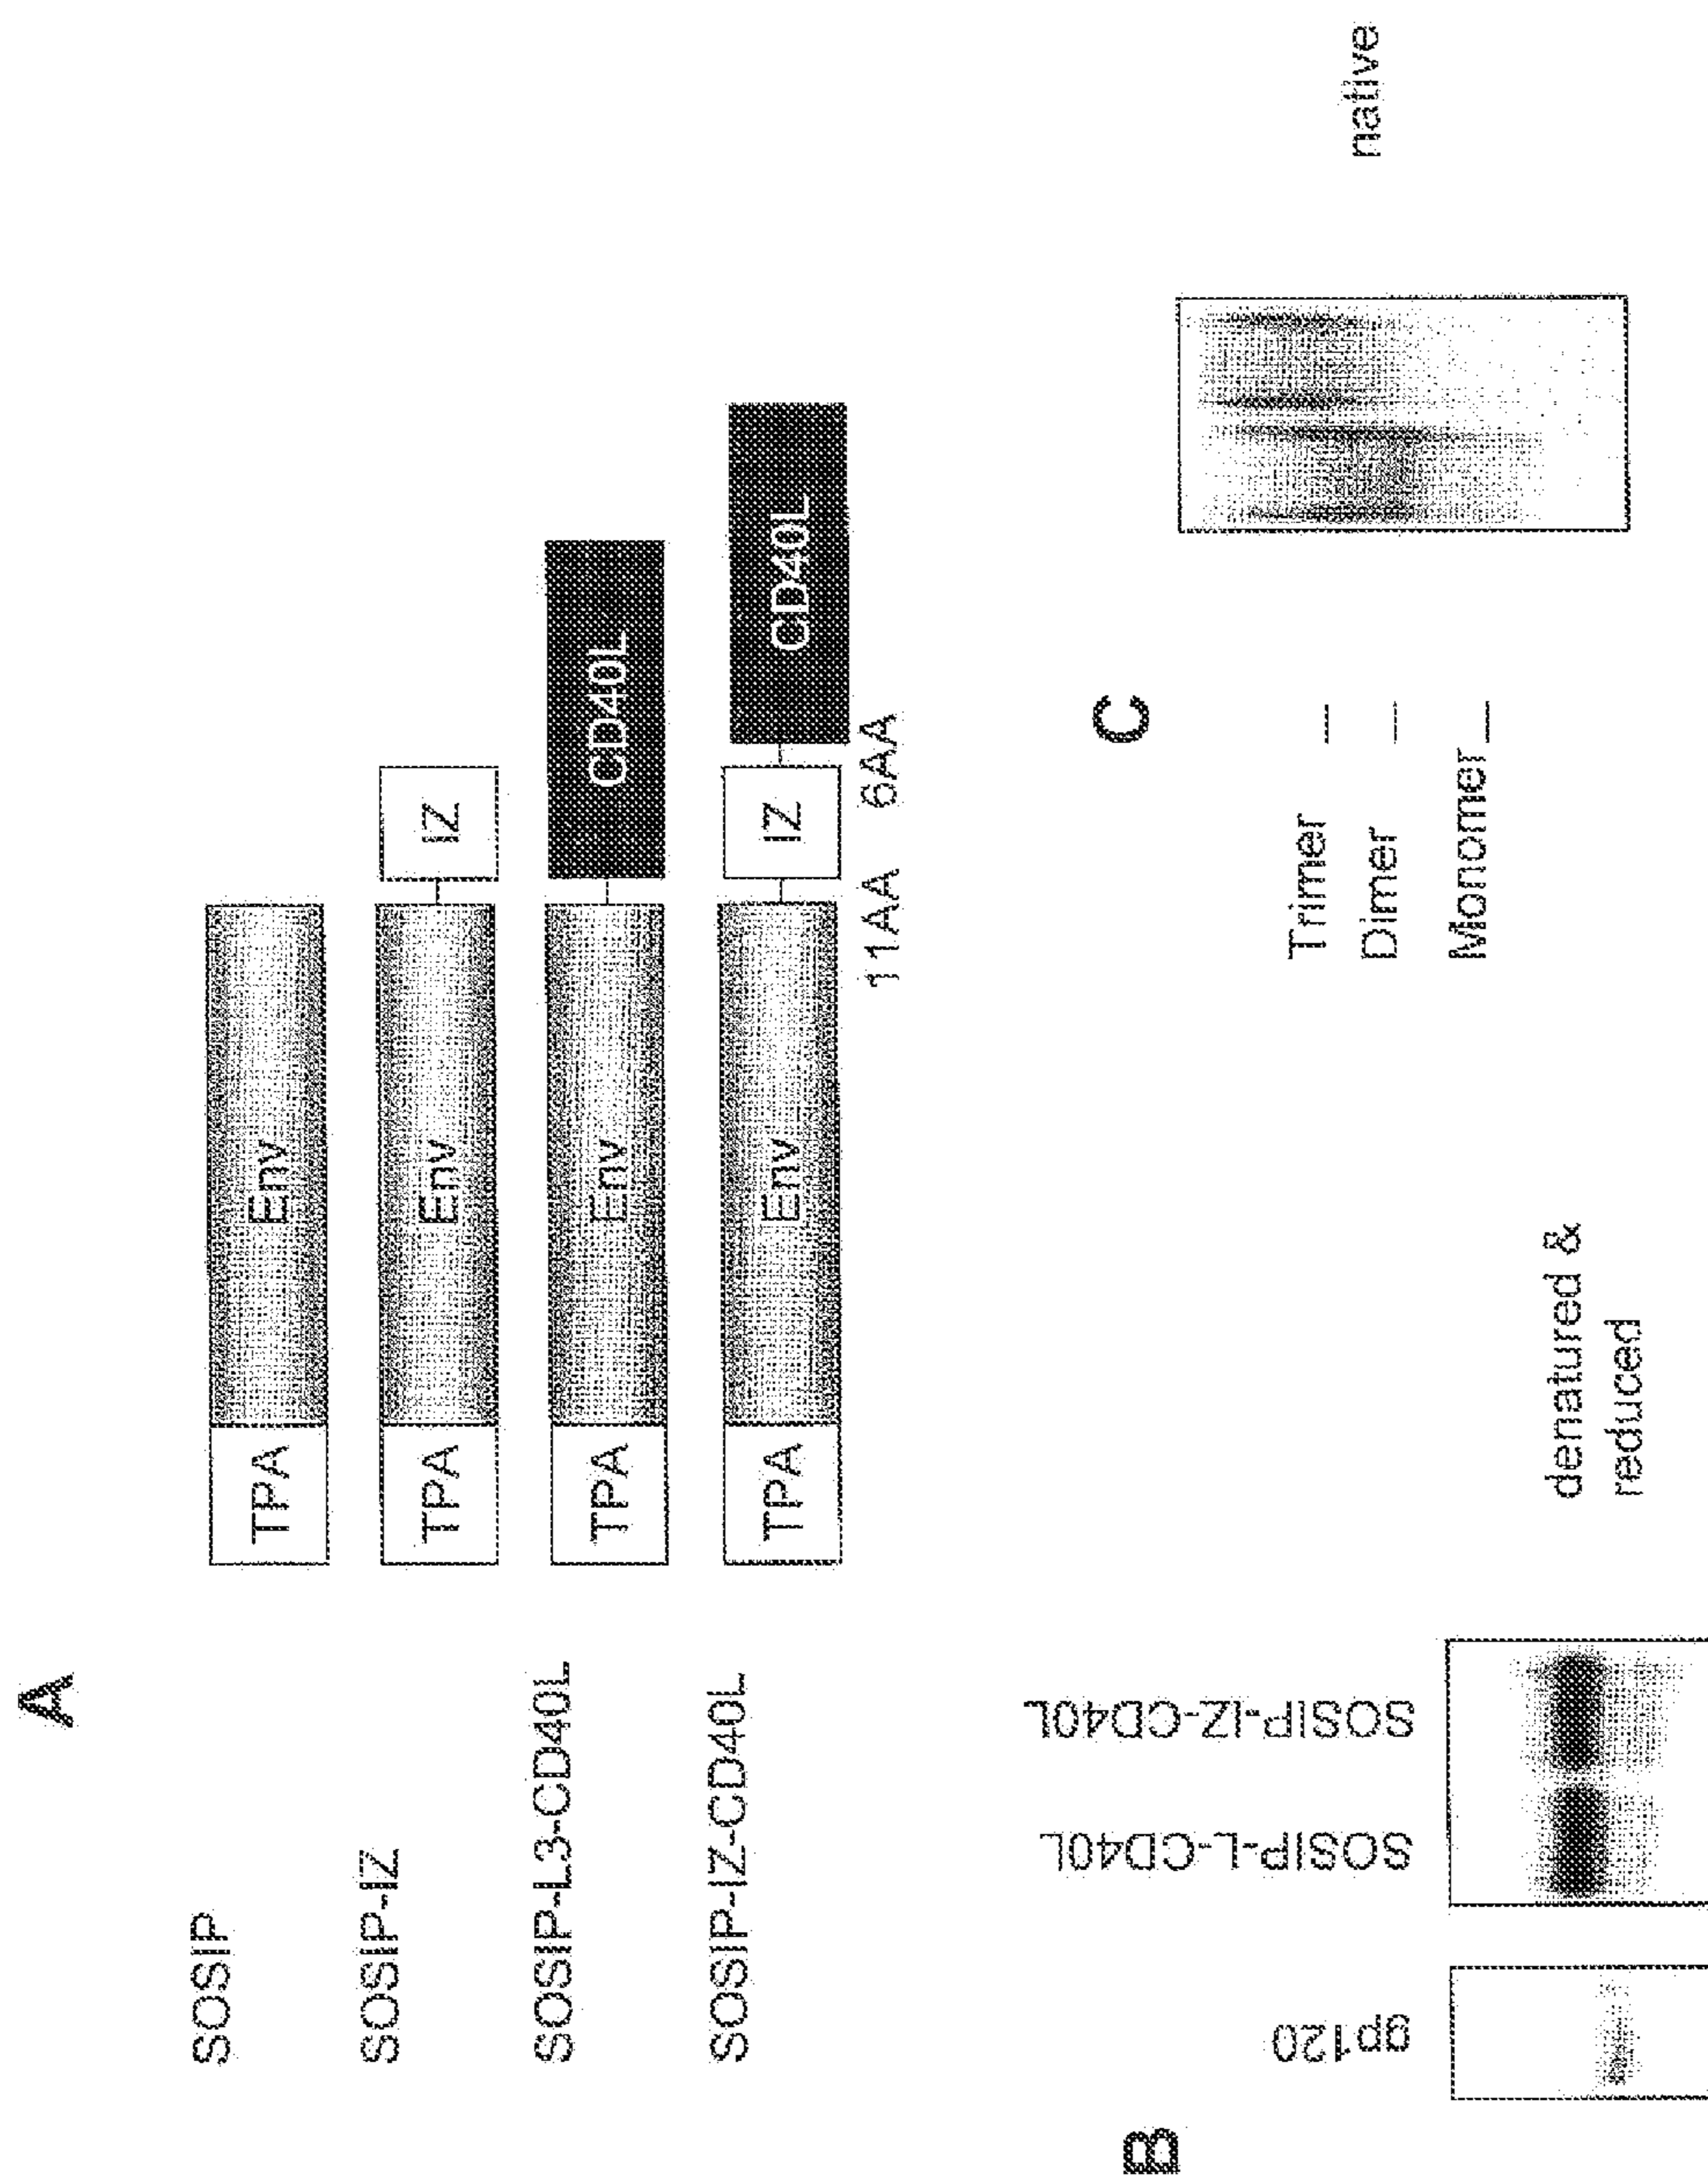 A
SOSIP
TPA
Env
SOSIP-IZ
TPA
Env
IZ
SOSIP-L3-CD40L
TPA
Env
CD40L
SOSIP-IZ-CD40L
TPA
Env
IZ
CD40L
11AA
6AA
B
gp120
SOSIP-L-CD40L
SOSIP-IZ-CD40L
denatured &
reduced
C
Trimer
Dimer
Monomer
native